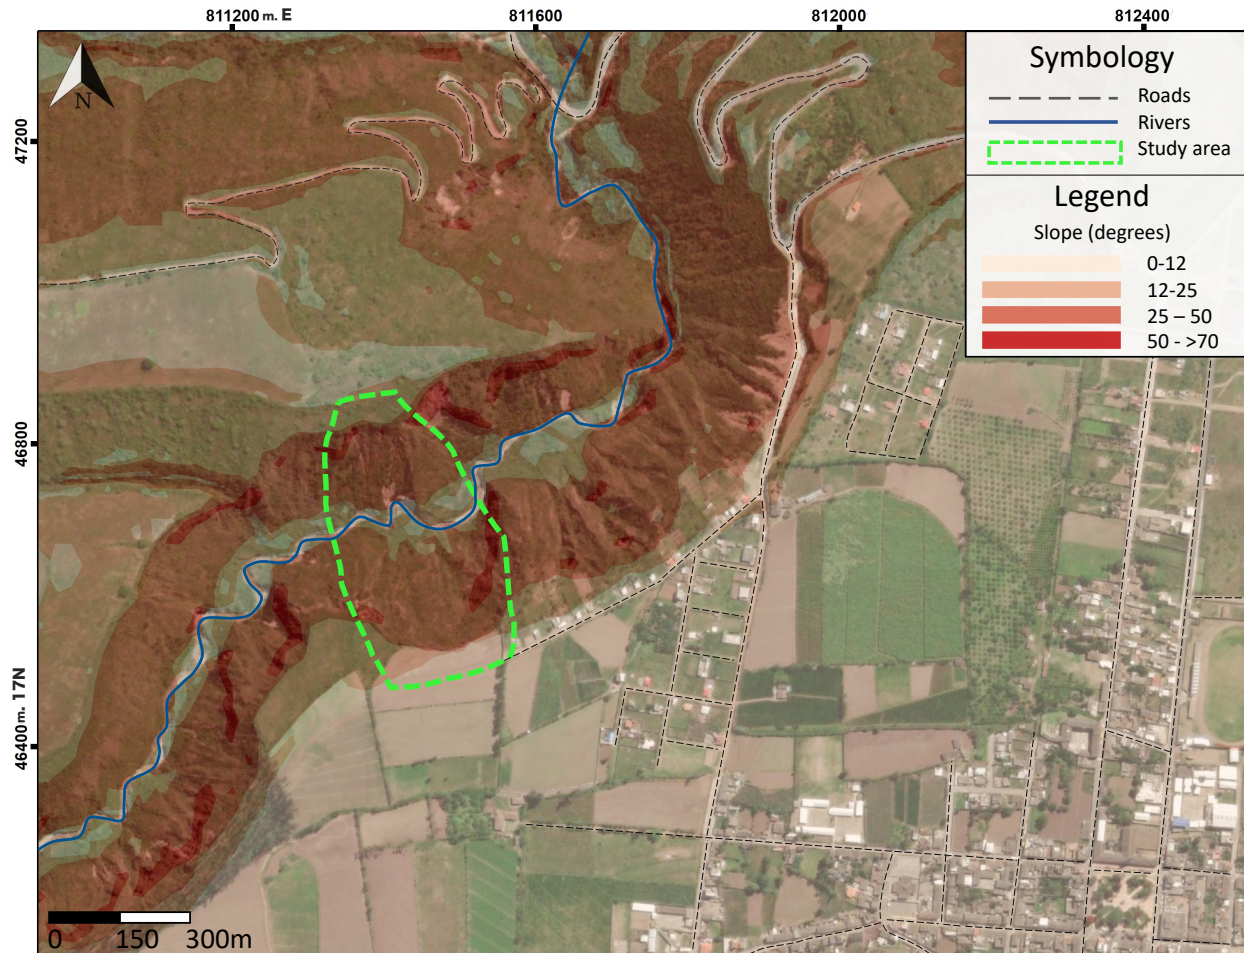 811200 m. E
811600
812000
812400
47200
46800
46400 m. 17N
N
Symbology
Roads
Rivers
Study area
Legend
Slope (degrees)
0-12
12-25
25 – 50
50 - >70
0 150 300m